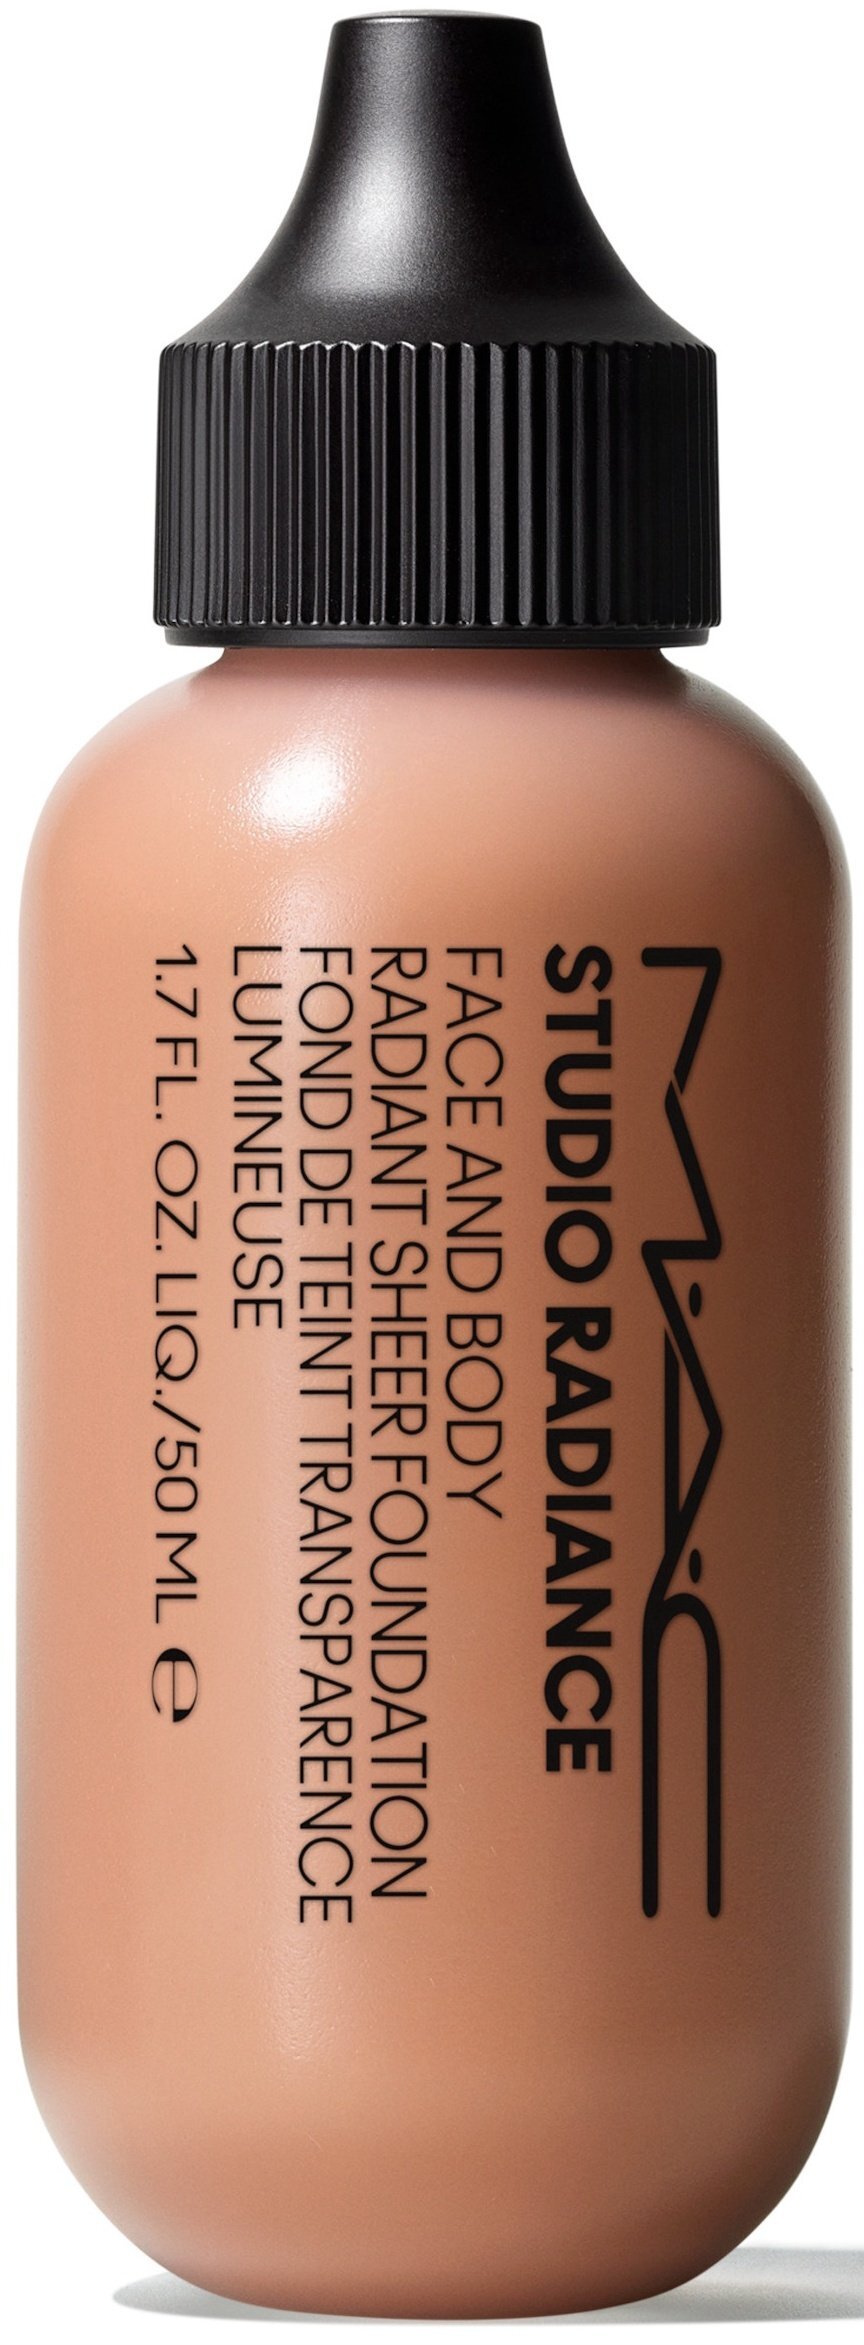 M·A·C
STUDIO RADIANCE
FACE AND BODY
RADIANT SHEER FOUNDATION
FOND DE TEINT TRANSPARENCE
LUMINEUSE
1.7 FL. OZ. LIQ./50 ML ℮